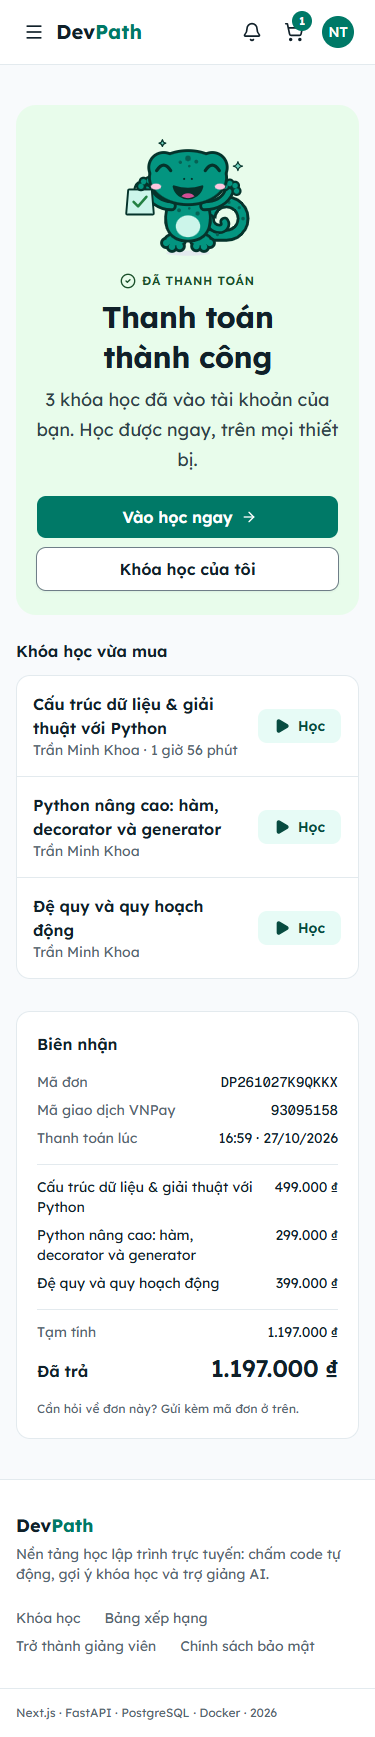 DevPath
1
NT
ĐÃ THANH TOÁN
Thanh toán
thành công
3 khóa học đã vào tài khoản của
bạn. Học được ngay, trên mọi thiết
bị.
Vào học ngay →
Khóa học của tôi
Khóa học vừa mua
Cấu trúc dữ liệu & giải
thuật với Python
Trần Minh Khoa · 1 giờ 56 phút
Học
Python nâng cao: hàm,
decorator và generator
Trần Minh Khoa
Học
Đệ quy và quy hoạch
động
Trần Minh Khoa
Học
Biên nhận
Mã đơn DP261027K9QKKX
Mã giao dịch VNPay 93095158
Thanh toán lúc 16:59 · 27/10/2026
Cấu trúc dữ liệu & giải thuật với 499.000 ₫
Python
Python nâng cao: hàm, 299.000 ₫
decorator và generator
Đệ quy và quy hoạch động 399.000 ₫
Tạm tính 1.197.000 ₫
Đã trả 1.197.000 ₫
Cần hỏi về đơn này? Gửi kèm mã đơn ở trên.
DevPath
Nền tảng học lập trình trực tuyến: chấm code tự
động, gợi ý khóa học và trợ giảng AI.
Khóa học Bảng xếp hạng
Trở thành giảng viên Chính sách bảo mật
Next.js · FastAPI · PostgreSQL · Docker · 2026